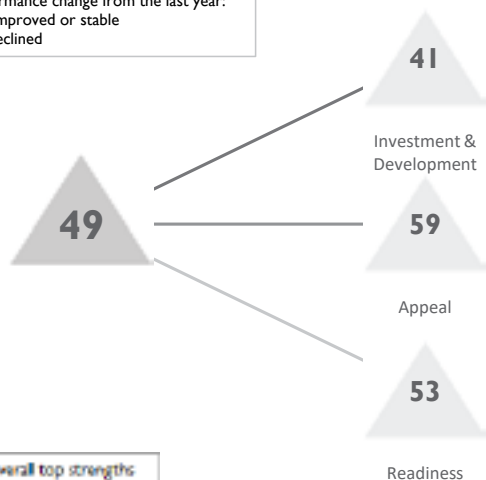 rmance change from the last year:
mproved or stable
eclined
41
Investment &
Development
49
59
Appeal
53
Readiness
verall top strengths